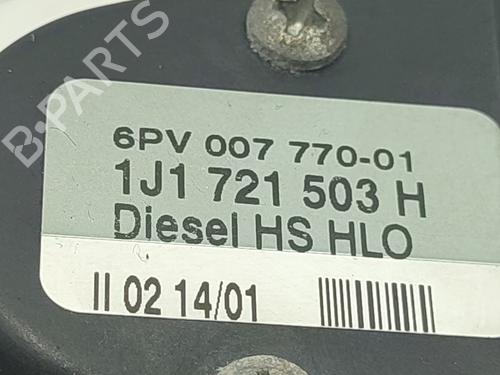 B-PARTS
6PV 007 770-01
1J1 721 503 H
Diesel HS HLO
II 02 14/01